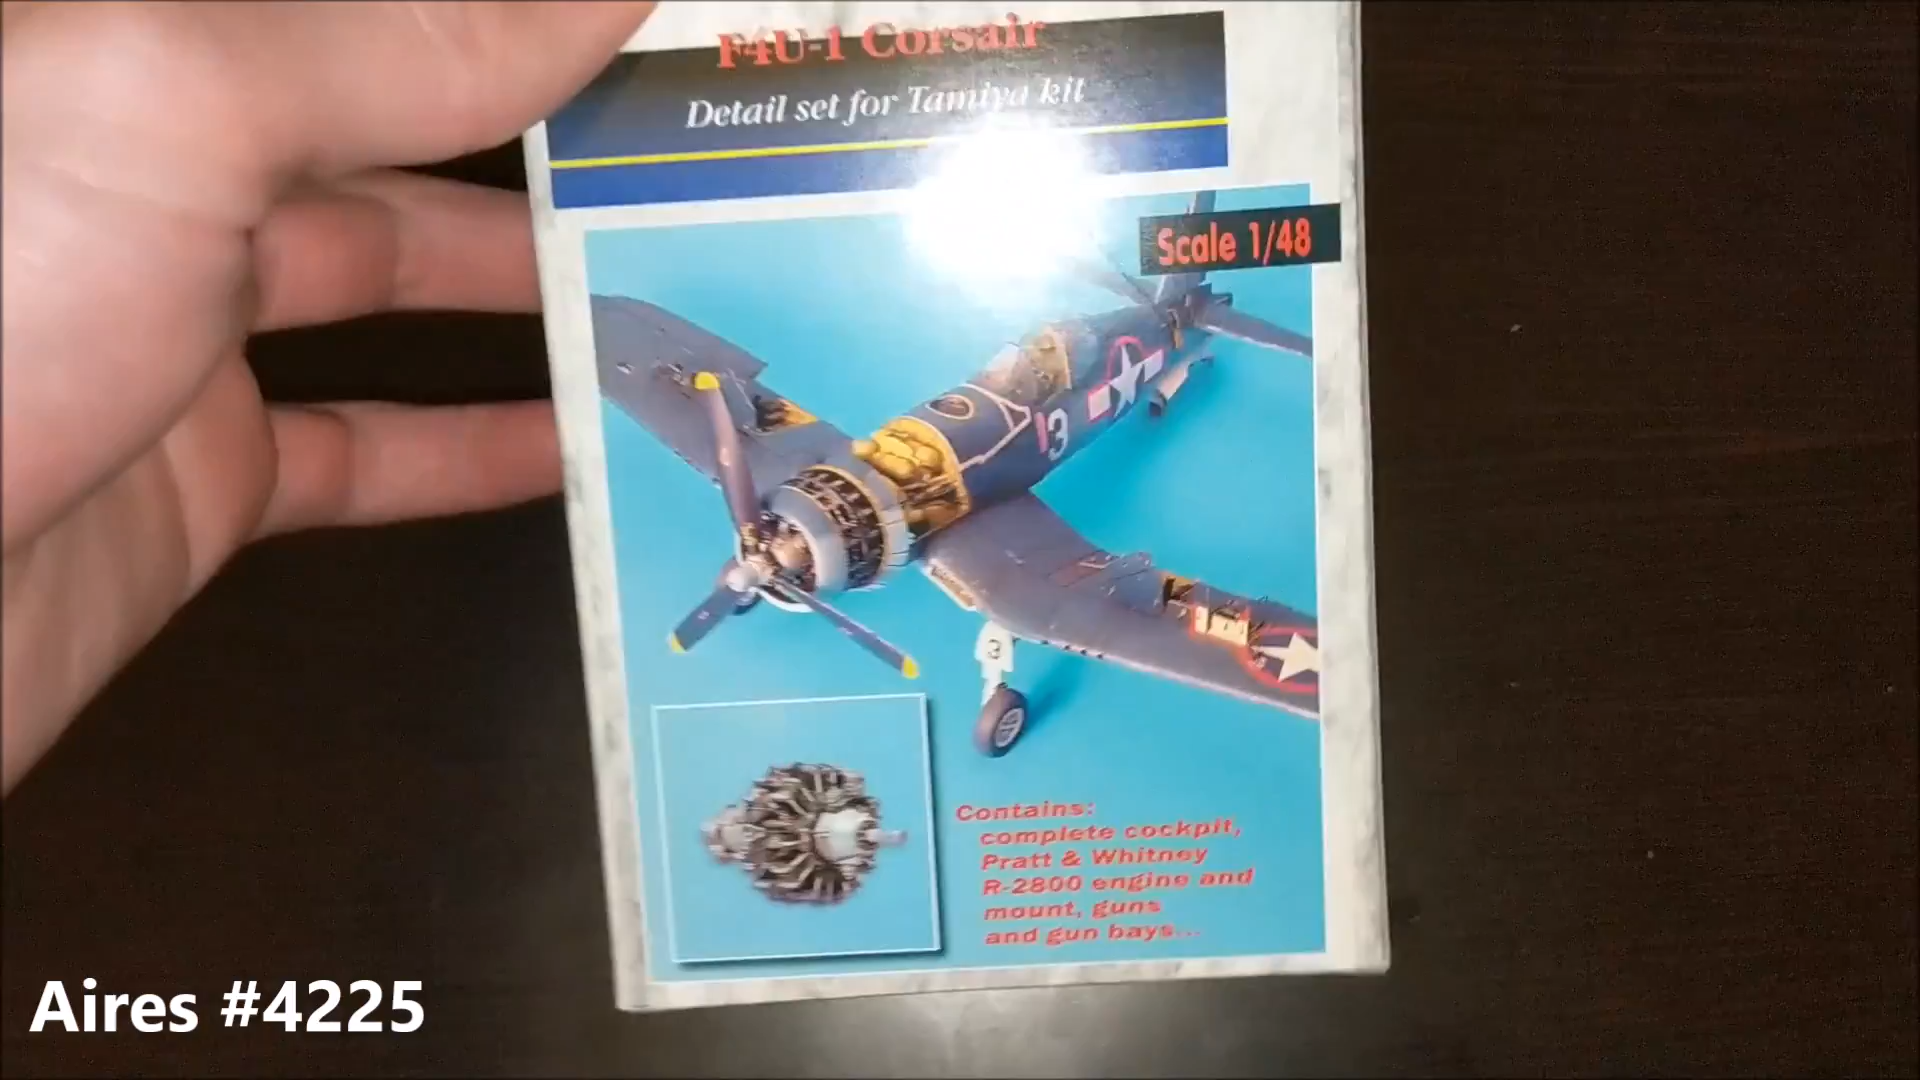 F4U-1 Corsair
Detail set for Tamiya kit
Scale 1/48
13
3
Contains:
complete cockpit,
Pratt & Whitney
R-2800 engine and
mount, guns
and gun bays...
Aires #4225